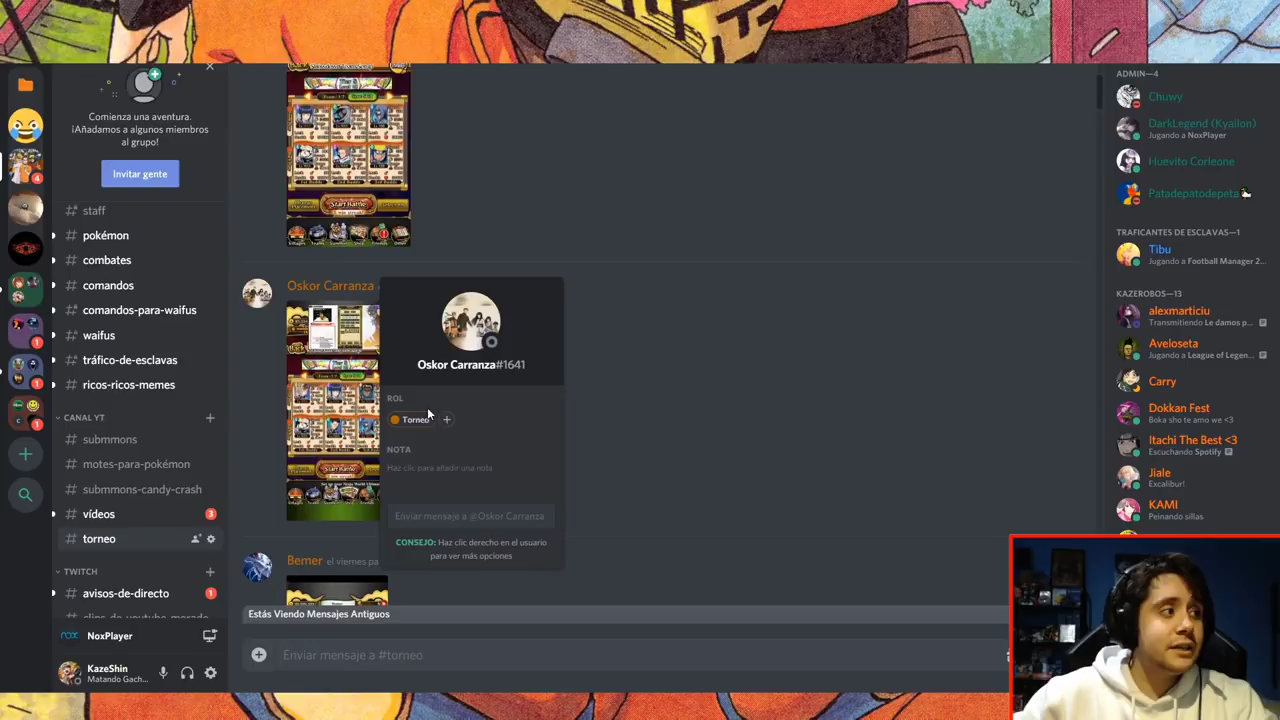 Comienza una aventura.
¡Añadamos a algunos miembros
al grupo!
Invitar gente
# staff
# pokémon
# combates
# comandos
# comandos-para-waifus
# waifus
# tráfico-de-esclavas
# ricos-ricos-memes
CANAL YT
# submmons
# motes-para-pokémon
# submmons-candy-crash
# vídeos
3
# torneo
TWITCH
# avisos-de-directo
1
NoxPlayer
KazeShin
Matando Gach...
4
1
1
1
Start Battle
Oskor Carranza
Start Battle
Oskor Carranza#1641
ROL
Torneo
NOTA
Haz clic para añadir una nota
Enviar mensaje a @Oskor Carranza
CONSEJO: Haz clic derecho en el usuario
para ver más opciones
Bemer el viernes pa
Estás Viendo Mensajes Antiguos
Enviar mensaje a #torneo
ADMIN—4
Chuwy
DarkLegend (Kyallon)
Jugando a NoxPlayer
Huevito Corleone
Patadepatodepeta
TRAFICANTES DE ESCLAVAS—1
Tibu
Jugando a Football Manager 2...
KAZEROBOS—13
alexmarticiu
Transmitiendo Le damos p...
Aveloseta
Jugando a League of Legen...
Carry
Dokkan Fest
Boka sho te amo we <3
Itachi The Best <3
Escuchando Spotify
Jiale
Excalibur!
KAMI
Peinando sillas